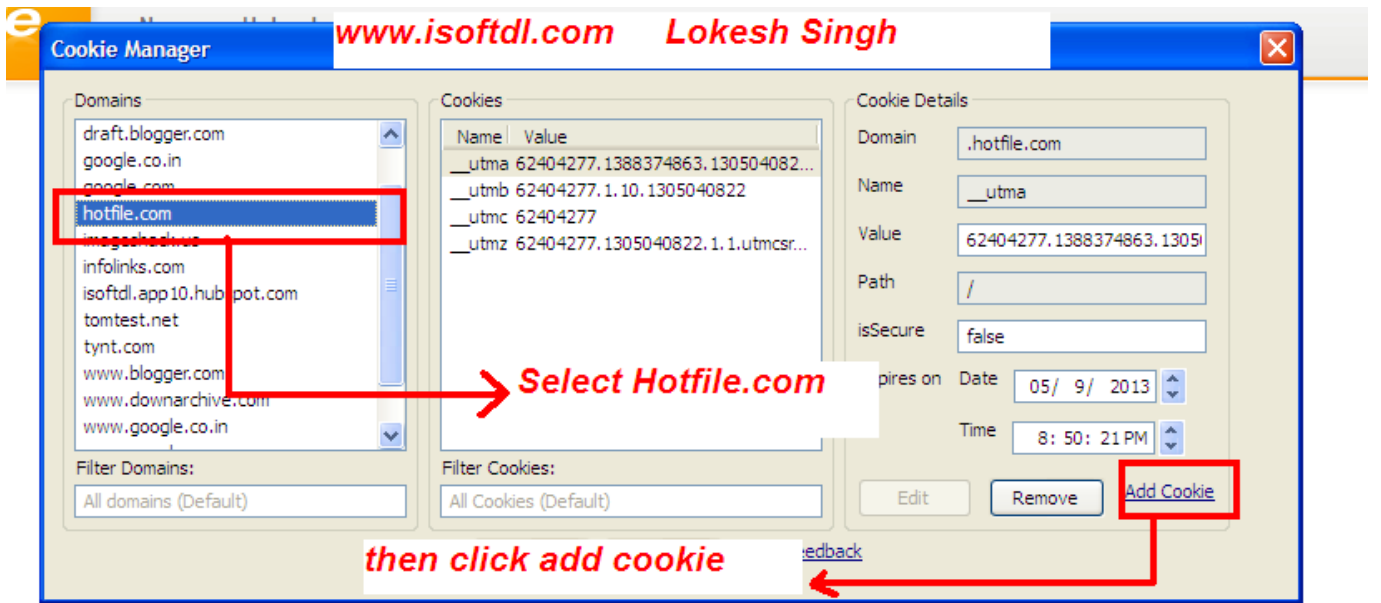 www.isoftdl.com Lokesh Singh
Cookie Manager
Domains
draft.blogger.com
google.co.in
google.com
hotfile.com
imageshack.us
infolinks.com
tomtest.net
tynt.com
www.blogger.com
www.downarchive.com
www.google.co.in
Filter Domains:
All domains (Default)
Cookies
Name Value
__utma 62404277.1388374863.130504082...
__utmb 62404277.1.10.1305040822
__utmc 62404277
__utmz 62404277.1305040822.1.1.utmcsr...
Select Hotfile.com
Filter Cookies:
All Cookies (Default)
Cookie Details
Domain .hotfile.com
Name __utma
Value 62404277.1388374863.1305
Path /
isSecure false
on Date 05/ 9/ 2013
Time 8: 50: 21 PM
Edit Remove Add Cookie
then click add cookie